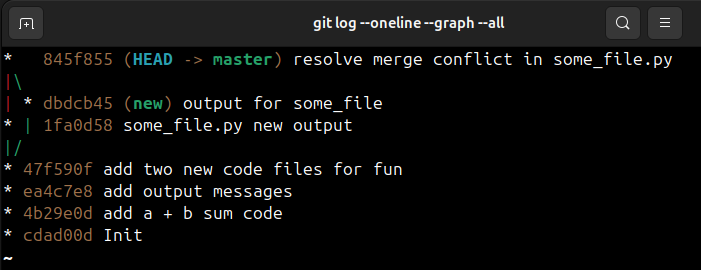 git log --oneline --graph --all
*   845f855 (HEAD -> master) resolve merge conflict in some_file.py
|\
| * dbdcb45 (new) output for some_file
* | 1fa0d58 some_file.py new output
|/
* 47f590f add two new code files for fun
* ea4c7e8 add output messages
* 4b29e0d add a + b sum code
* cdad00d Init
~